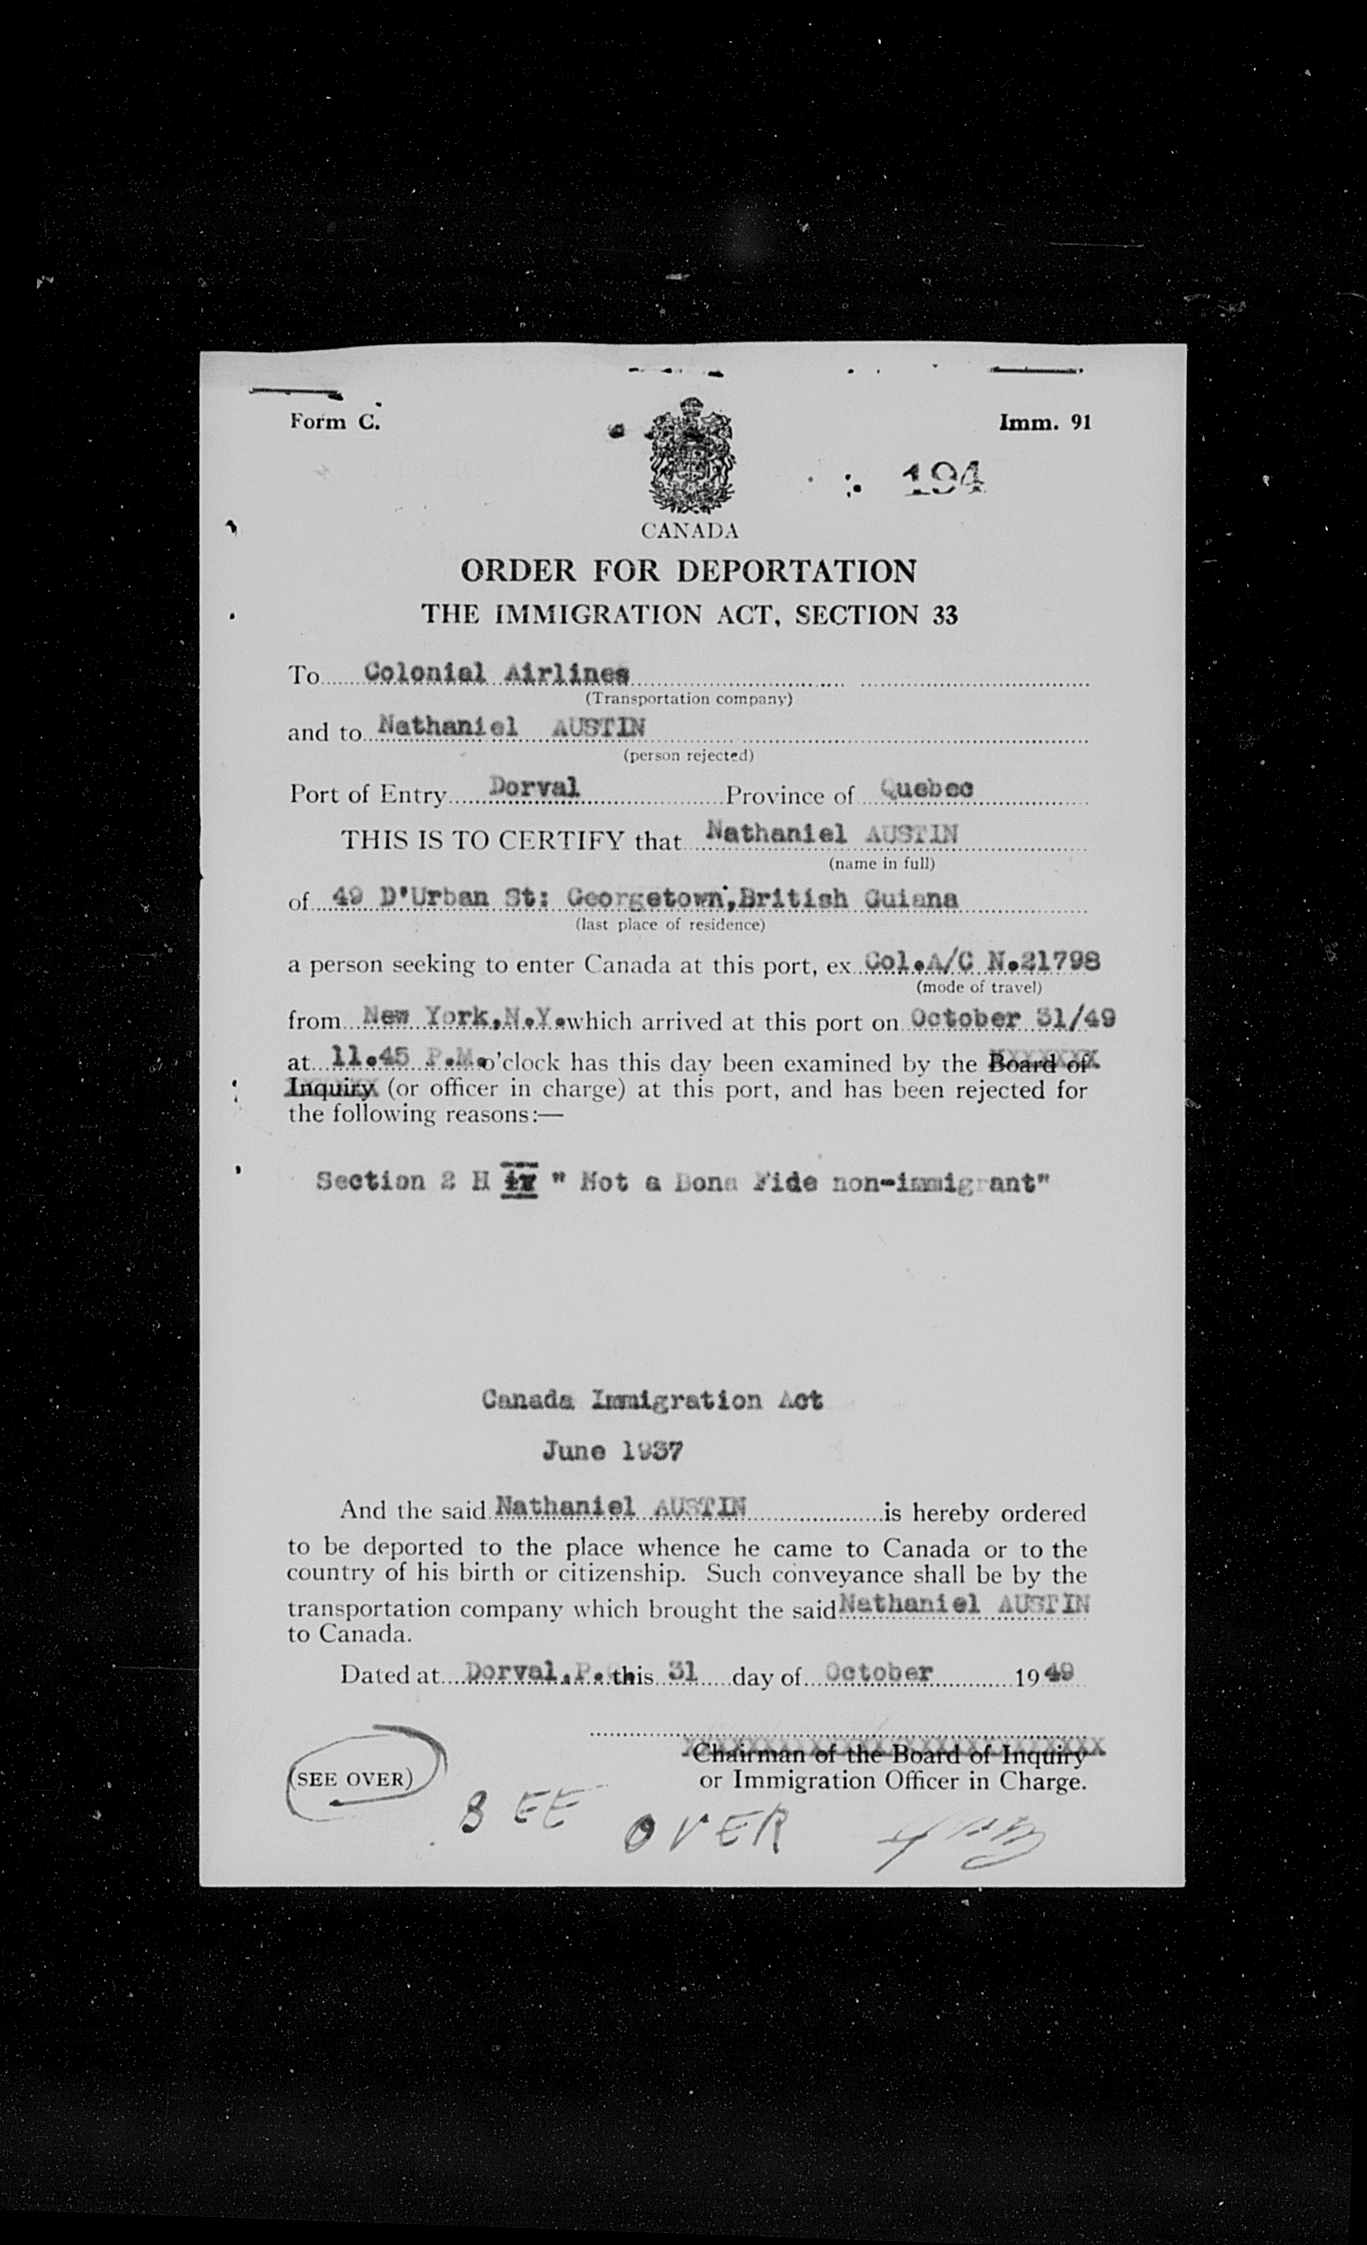 Form C.
Imm. 91
194
CANADA
ORDER FOR DEPORTATION
THE IMMIGRATION ACT, SECTION 33
To Colonial Airlines
(Transportation company)
and to Nathaniel AUSTIN
(person rejected)
Port of Entry Dorval Province of Quebec
THIS IS TO CERTIFY that Nathaniel AUSTIN
(name in full)
of 49 D'Urban St: Georgetown,British Guiana
(last place of residence)
a person seeking to enter Canada at this port, ex Col.A/C N.21798
(mode of travel)
from New York,N.Y.which arrived at this port on October 31/49
at 11.45 P.M.o'clock has this day been examined by the Board of
Inquiry (or officer in charge) at this port, and has been rejected for
the following reasons:—
Section 2 H iv " Not a Bona Fide non-immigrant"
Canada Immigration Act
June 1937
And the said Nathaniel AUSTIN is hereby ordered
to be deported to the place whence he came to Canada or to the
country of his birth or citizenship. Such conveyance shall be by the
transportation company which brought the said Nathaniel AUSTIN
to Canada.
Dated at Dorval,P. this 31 day of October 1949
Chairman of the Board of Inquiry
or Immigration Officer in Charge.
(SEE OVER)
SEE OVER